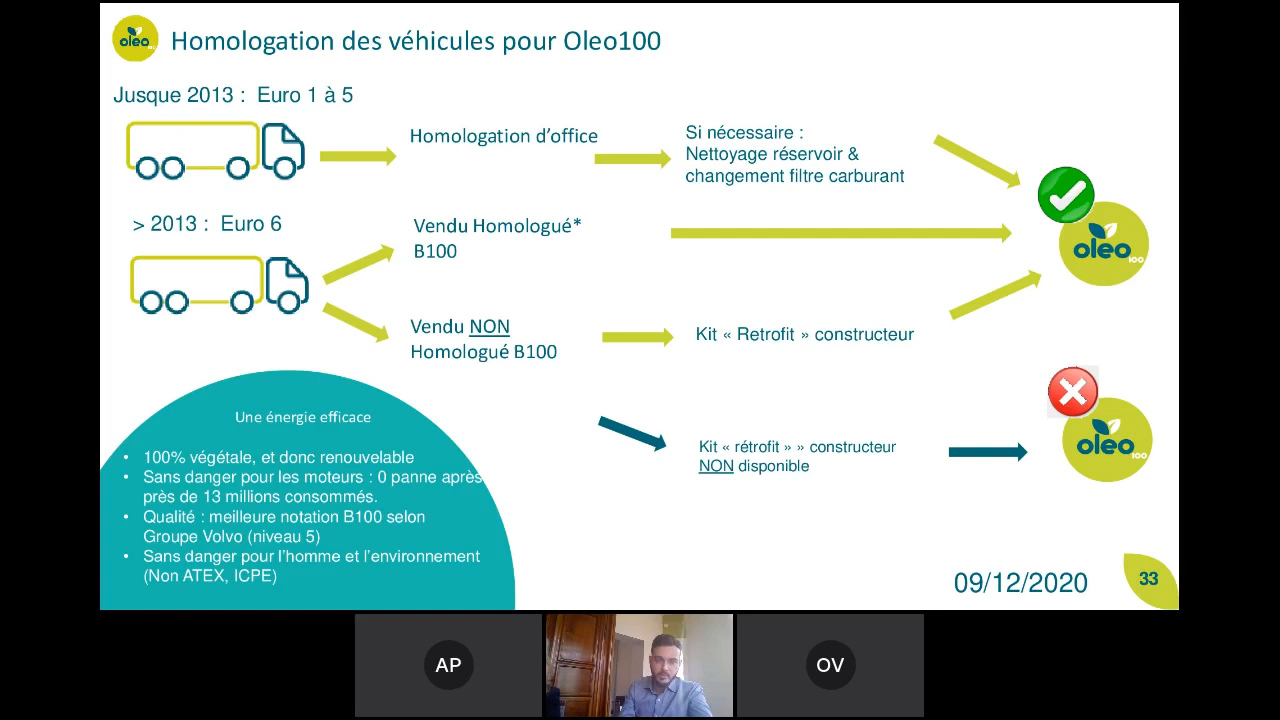 oleo
100
Homologation des véhicules pour Oleo100
Jusque 2013 : Euro 1 à 5
Homologation d'office
Si nécessaire :
Nettoyage réservoir &
changement filtre carburant
> 2013 : Euro 6
Vendu Homologué*
B100
oleo
100
Vendu NON
Homologué B100
Kit « Retrofit » constructeur
Kit « rétrofit » » constructeur
NON disponible
oleo
100
Une énergie efficace
• 100% végétale, et donc renouvelable
• Sans danger pour les moteurs : 0 panne après
près de 13 millions consommés.
• Qualité : meilleure notation B100 selon
Groupe Volvo (niveau 5)
• Sans danger pour l'homme et l'environnement
(Non ATEX, ICPE)
09/12/2020
33
AP
OV